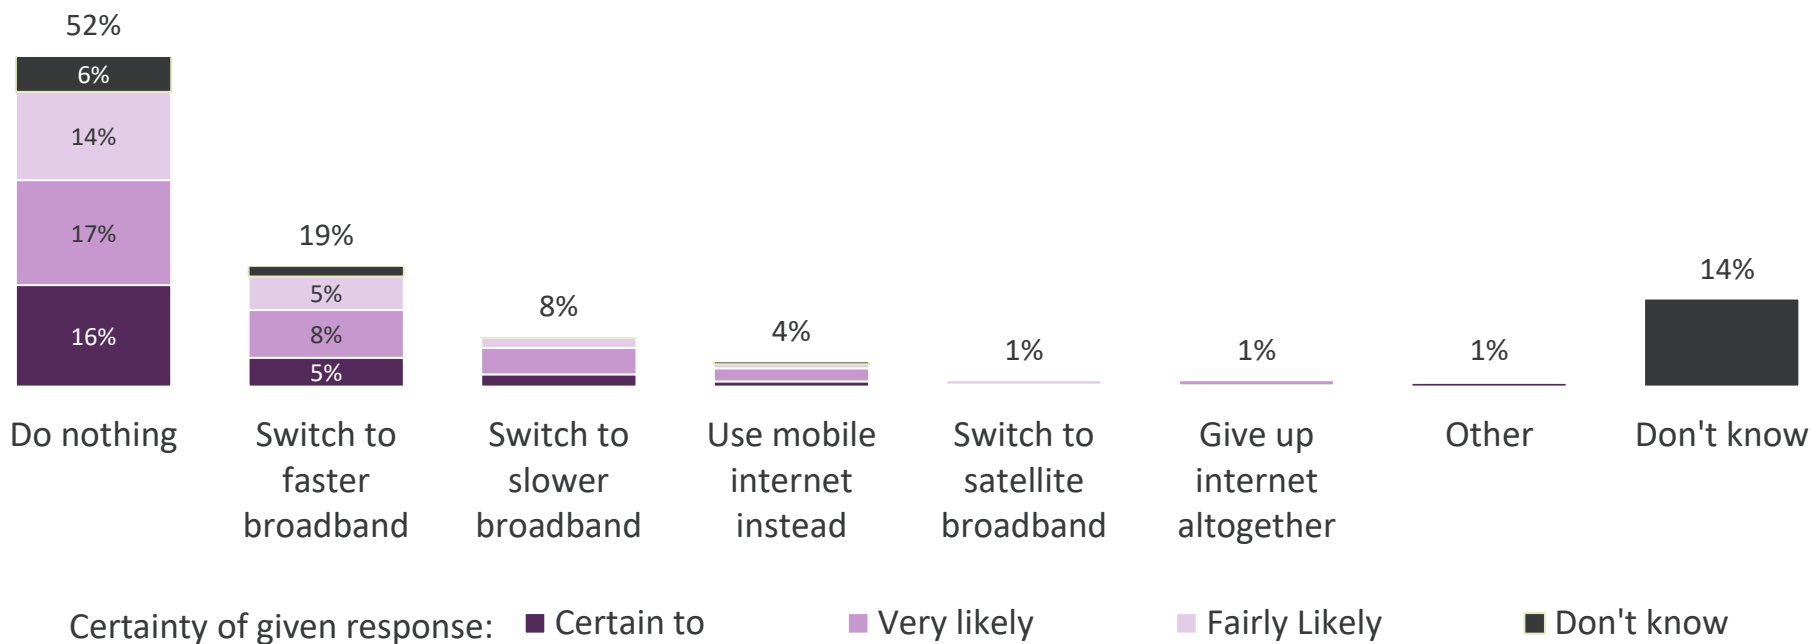 52%
6%
14%
17%
16%
19%
5%
8%
5%
8%
4%
1%
1%
1%
14%
Do nothing
Switch to
faster
broadband
Switch to
slower
broadband
Use mobile
internet
instead
Switch to
satellite
broadband
Give up
internet
altogether
Other
Don't know
Certainty of given response: Certain to Very likely Fairly Likely Don't know